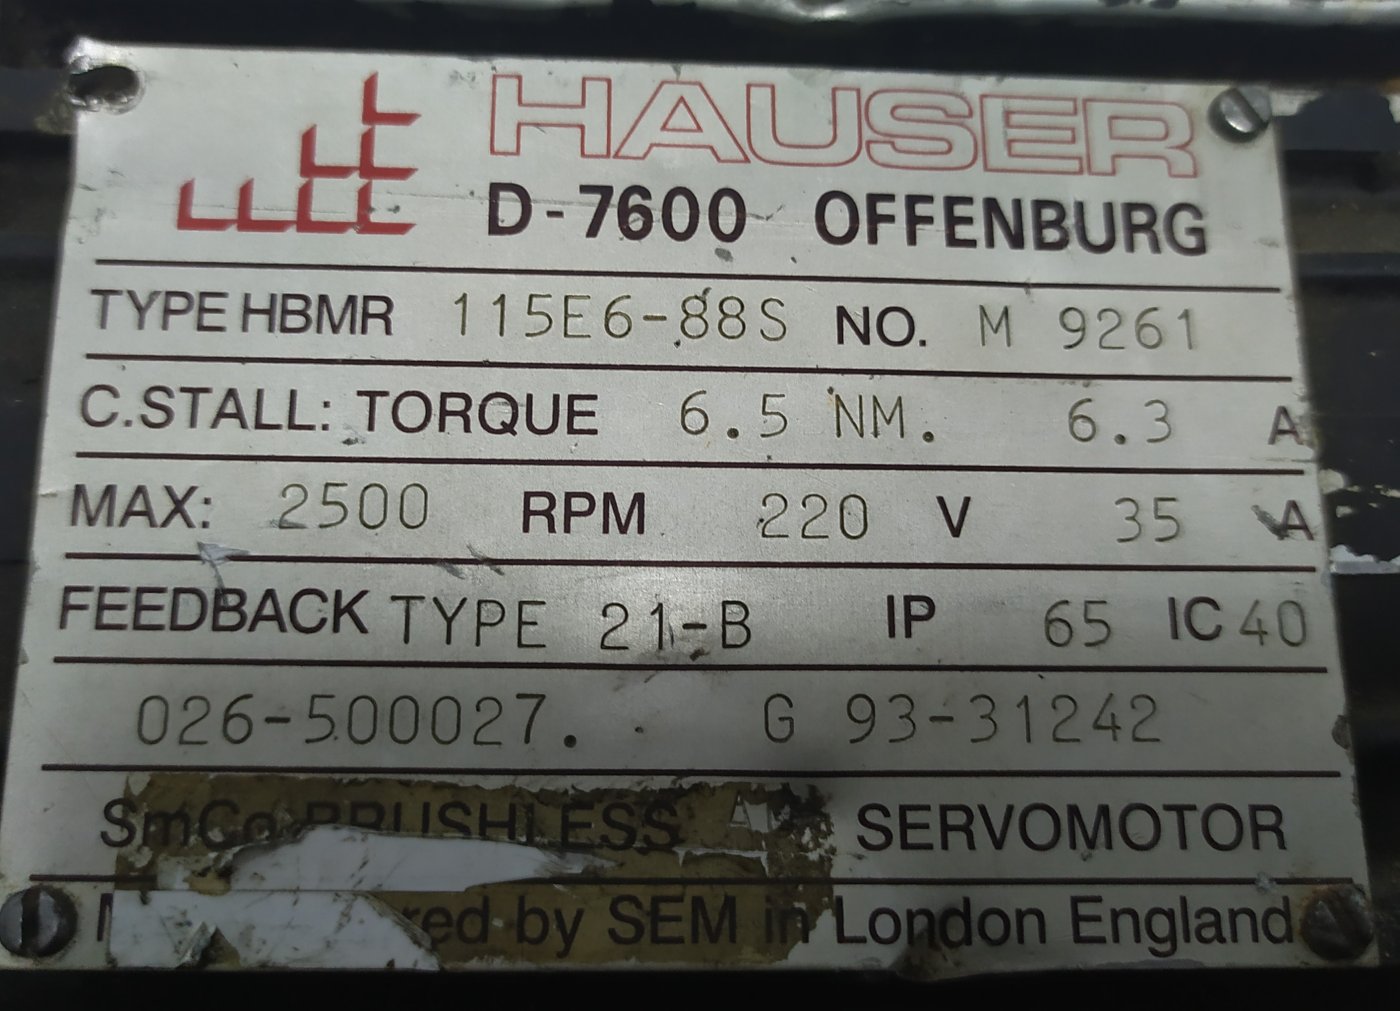 HAUSER
D-7600 OFFENBURG
TYPE HBMR 115E6-88S NO. M 9261
C.STALL: TORQUE 6.5 NM. 6.3 A
MAX: 2500 RPM 220 V 35 A
FEEDBACK TYPE 21-B IP 65 IC 40
026-500027. G 93-31242
SmCo BRUSHLESS SERVOMOTOR
by SEM in London England